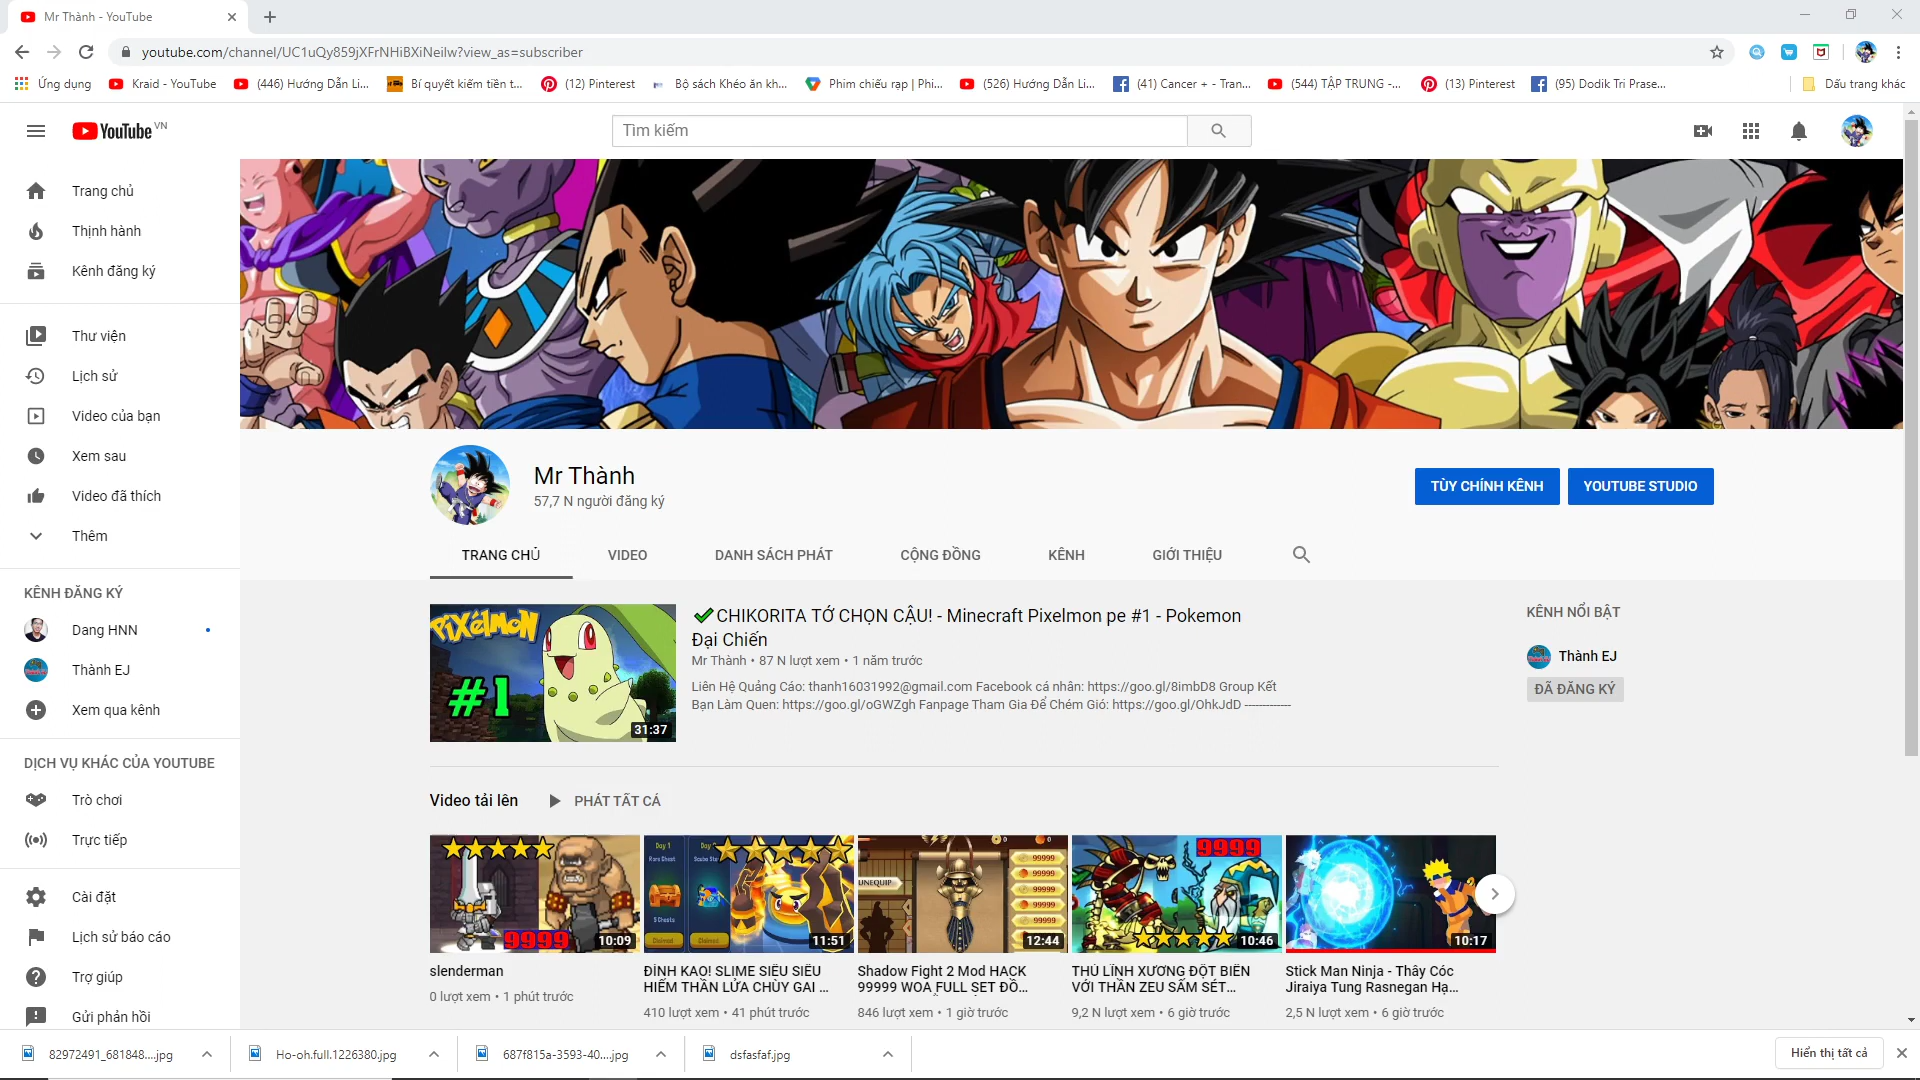 Mr Thành - YouTube
youtube.com/channel/UC1uQy859jXFrNHiBXiNeilw?view_as=subscriber
Ứng dụng
Kraid - YouTube
(446) Hướng Dẫn Li...
Bí quyết kiếm tiền t...
(12) Pinterest
Bộ sách Khéo ăn kh...
Phim chiếu rạp | Phi...
(526) Hướng Dẫn Li...
(41) Cancer + - Tran...
(544) TẬP TRUNG -...
(13) Pinterest
(95) Dodik Tri Prase...
Dấu trang khác
YouTube VN
Tìm kiếm
Trang chủ
Thịnh hành
Kênh đăng ký
Thư viện
Lịch sử
Video của bạn
Xem sau
Video đã thích
Thêm
KÊNH ĐĂNG KÝ
Dang HNN
Thành EJ
Xem qua kênh
DỊCH VỤ KHÁC CỦA YOUTUBE
Trò chơi
Trực tiếp
Cài đặt
Lịch sử báo cáo
Trợ giúp
Gửi phản hồi
Mr Thành
57,7 N người đăng ký
TÙY CHỈNH KÊNH
YOUTUBE STUDIO
TRANG CHỦ
VIDEO
DANH SÁCH PHÁT
CỘNG ĐỒNG
KÊNH
GIỚI THIỆU
PiXélmoN
#1
31:37
CHIKORITA TỚ CHỌN CẬU! - Minecraft Pixelmon pe #1 - Pokemon
Đại Chiến
Mr Thành • 87 N lượt xem • 1 năm trước
Liên Hệ Quảng Cáo: thanh16031992@gmail.com Facebook cá nhân: https://goo.gl/8imbD8 Group Kết
Bạn Làm Quen: https://goo.gl/oGWZgh Fanpage Tham Gia Để Chém Gió: https://goo.gl/OhkJdD -------------
KÊNH NỔI BẬT
Thành EJ
ĐÃ ĐĂNG KÝ
Video tải lên
PHÁT TẤT CẢ
9999
10:09
slenderman
0 lượt xem • 1 phút trước
Day 1
Rare Chest
5 Chests
Claimed
Claimed
11:51
ĐỈNH KAO! SLIME SIÊU SIÊU
HIẾM THẦN LỬA CHÙY GAI ...
410 lượt xem • 41 phút trước
UNEQUIP
99999
99999
99999
99999
99999
12:44
Shadow Fight 2 Mod HACK
99999 WOA FULL SET ĐỒ...
846 lượt xem • 1 giờ trước
9999
10:46
THỦ LĨNH XƯƠNG ĐỘT BIẾN
VỚI THẦN ZEU SẤM SÉT...
9,2 N lượt xem • 6 giờ trước
10:17
Stick Man Ninja - Thầy Cóc
Jiraiya Tung Rasnegan Hạ...
2,5 N lượt xem • 6 giờ trước
82972491_681848....jpg
Ho-oh.full.1226380.jpg
687f815a-3593-40....jpg
dsfasfaf.jpg
Hiển thị tất cả